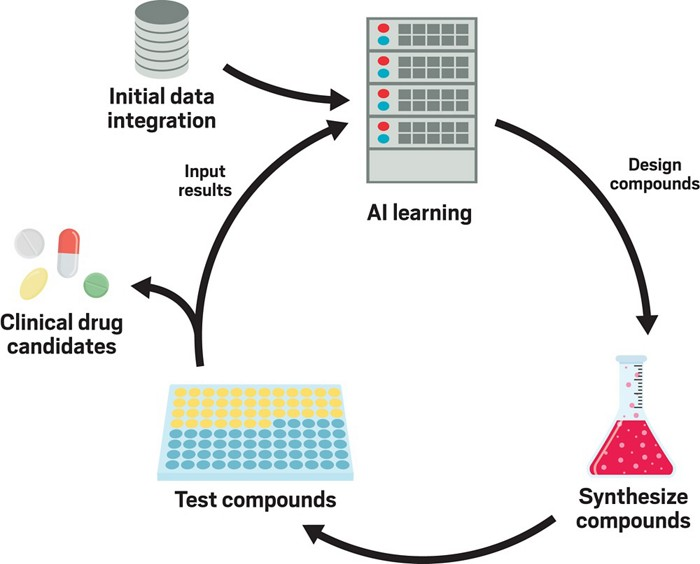 Initial data
integration
Input
results
Design
compounds
AI learning
Clinical drug
candidates
Test compounds
Synthesize
compounds